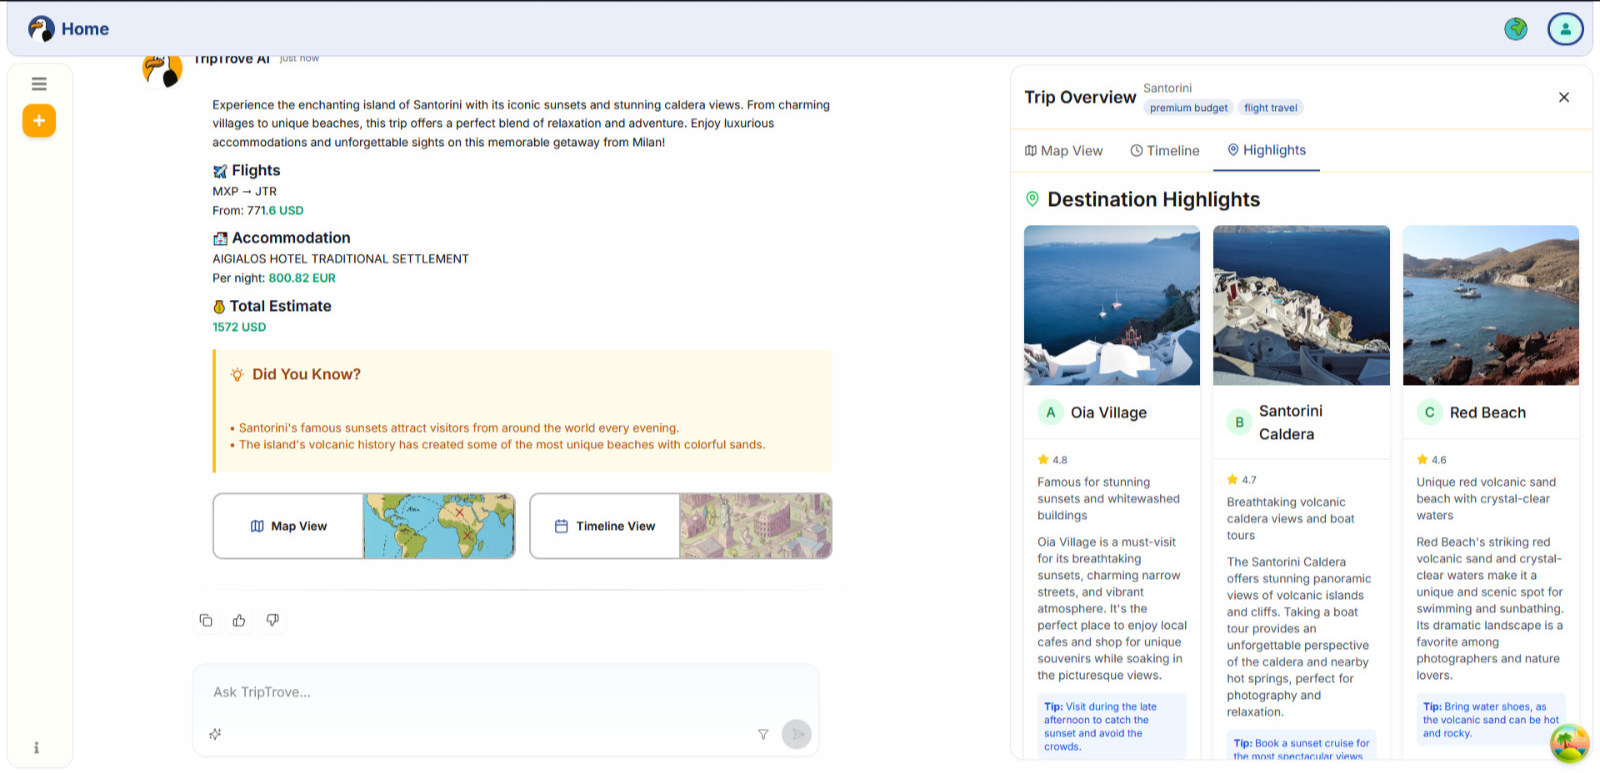 Home
TripTrove AI just now
Experience the enchanting island of Santorini with its iconic sunsets and stunning caldera views. From charming
villages to unique beaches, this trip offers a perfect blend of relaxation and adventure. Enjoy luxurious
accommodations and unforgettable sights on this memorable getaway from Milan!
Flights
MXP → JTR
From: 771.6 USD
Accommodation
AIGIALOS HOTEL TRADITIONAL SETTLEMENT
Per night: 800.82 EUR
Total Estimate
1572 USD
Did You Know?
• Santorini's famous sunsets attract visitors from around the world every evening.
• The island's volcanic history has created some of the most unique beaches with colorful sands.
Map View
Timeline View
Ask TripTrove...
Trip Overview
Santorini
premium budget
flight travel
Map View
Timeline
Highlights
Destination Highlights
A Oia Village
4.8
Famous for stunning
sunsets and whitewashed
buildings
Oia Village is a must-visit
for its breathtaking
sunsets, charming narrow
streets, and vibrant
atmosphere. It's the
perfect place to enjoy local
cafes and shop for unique
souvenirs while soaking in
the picturesque views.
Tip: Visit during the late
afternoon to catch the
sunset and avoid the
crowds.
B Santorini
Caldera
4.7
Breathtaking volcanic
caldera views and boat
tours
The Santorini Caldera
offers stunning panoramic
views of volcanic islands
and cliffs. Taking a boat
tour provides an
unforgettable perspective
of the caldera and nearby
hot springs, perfect for
photography and
relaxation.
Tip: Book a sunset cruise for
the most spectacular views
C Red Beach
4.6
Unique red volcanic sand
beach with crystal-clear
waters
Red Beach's striking red
volcanic sand and crystal-
clear waters make it a
unique and scenic spot for
swimming and sunbathing.
Its dramatic landscape is a
favorite among
photographers and nature
lovers.
Tip: Bring water shoes, as
the volcanic sand can be hot
and rocky.